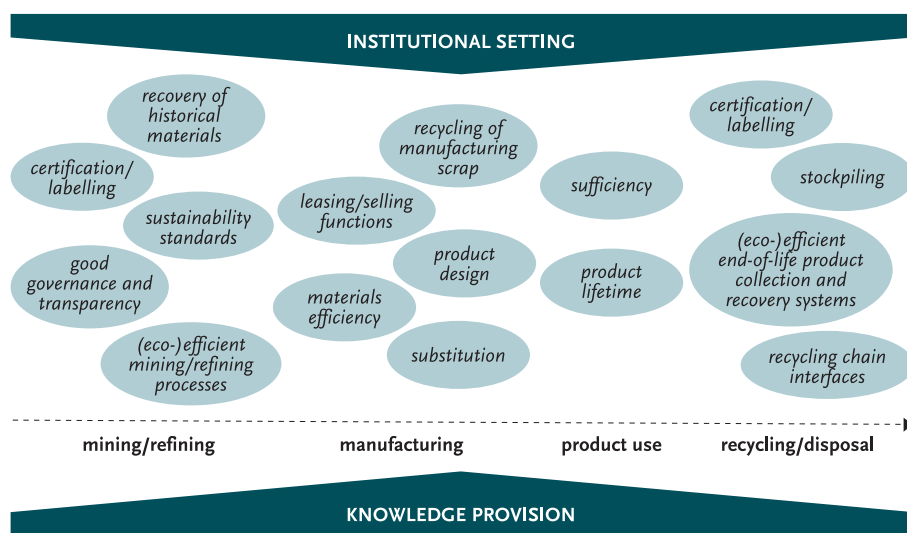 INSTITUTIONAL SETTING
recovery of
historical
materials
certification/
labelling
sustainability
standards
good
governance and
transparency
(eco-)efficient
mining/refining
processes
recycling of
manufacturing
scrap
leasing/selling
functions
product
design
materials
efficiency
substitution
sufficiency
product
lifetime
certification/
labelling
stockpiling
(eco-)efficient
end-of-life product
collection and
recovery systems
recycling chain
interfaces
mining/refining
manufacturing
product use
recycling/disposal
KNOWLEDGE PROVISION